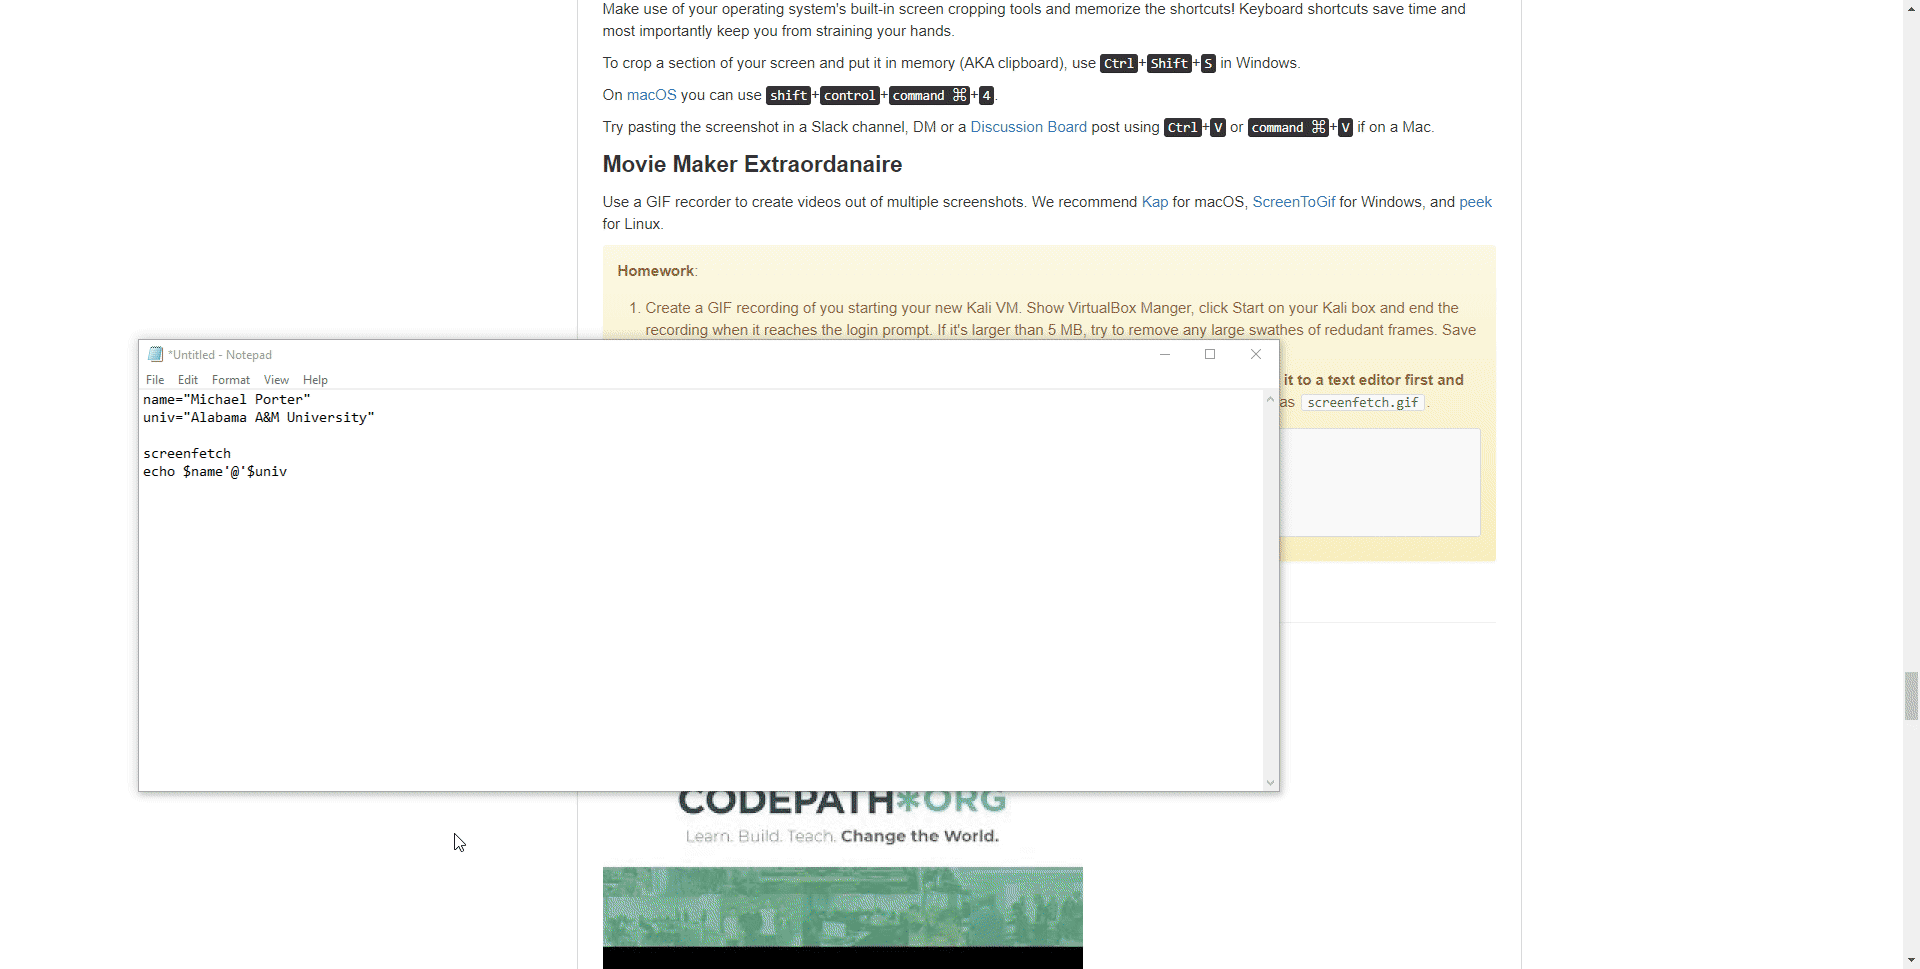 Make use of your operating system's built-in screen cropping tools and memorize the shortcuts! Keyboard shortcuts save time and
most importantly keep you from straining your hands.
To crop a section of your screen and put it in memory (AKA clipboard), use Ctrl+Shift+S in Windows.
On macOS you can use shift+control+command ⌘+4.
Try pasting the screenshot in a Slack channel, DM or a Discussion Board post using Ctrl+V or command ⌘+V if on a Mac.
Movie Maker Extraordanaire
Use a GIF recorder to create videos out of multiple screenshots. We recommend Kap for macOS, ScreenToGif for Windows, and peek
for Linux.
Homework:
1. Create a GIF recording of you starting your new Kali VM. Show VirtualBox Manger, click Start on your Kali box and end the
recording when it reaches the login prompt. If it's larger than 5 MB, try to remove any large swathes of redudant frames. Save
it to a text editor first and
as screenfetch.gif.
*Untitled - Notepad
File Edit Format View Help
name="Michael Porter"
univ="Alabama A&M University"
screenfetch
echo $name'@'$univ
CODEPATH*ORG
Learn. Build. Teach. Change the World.